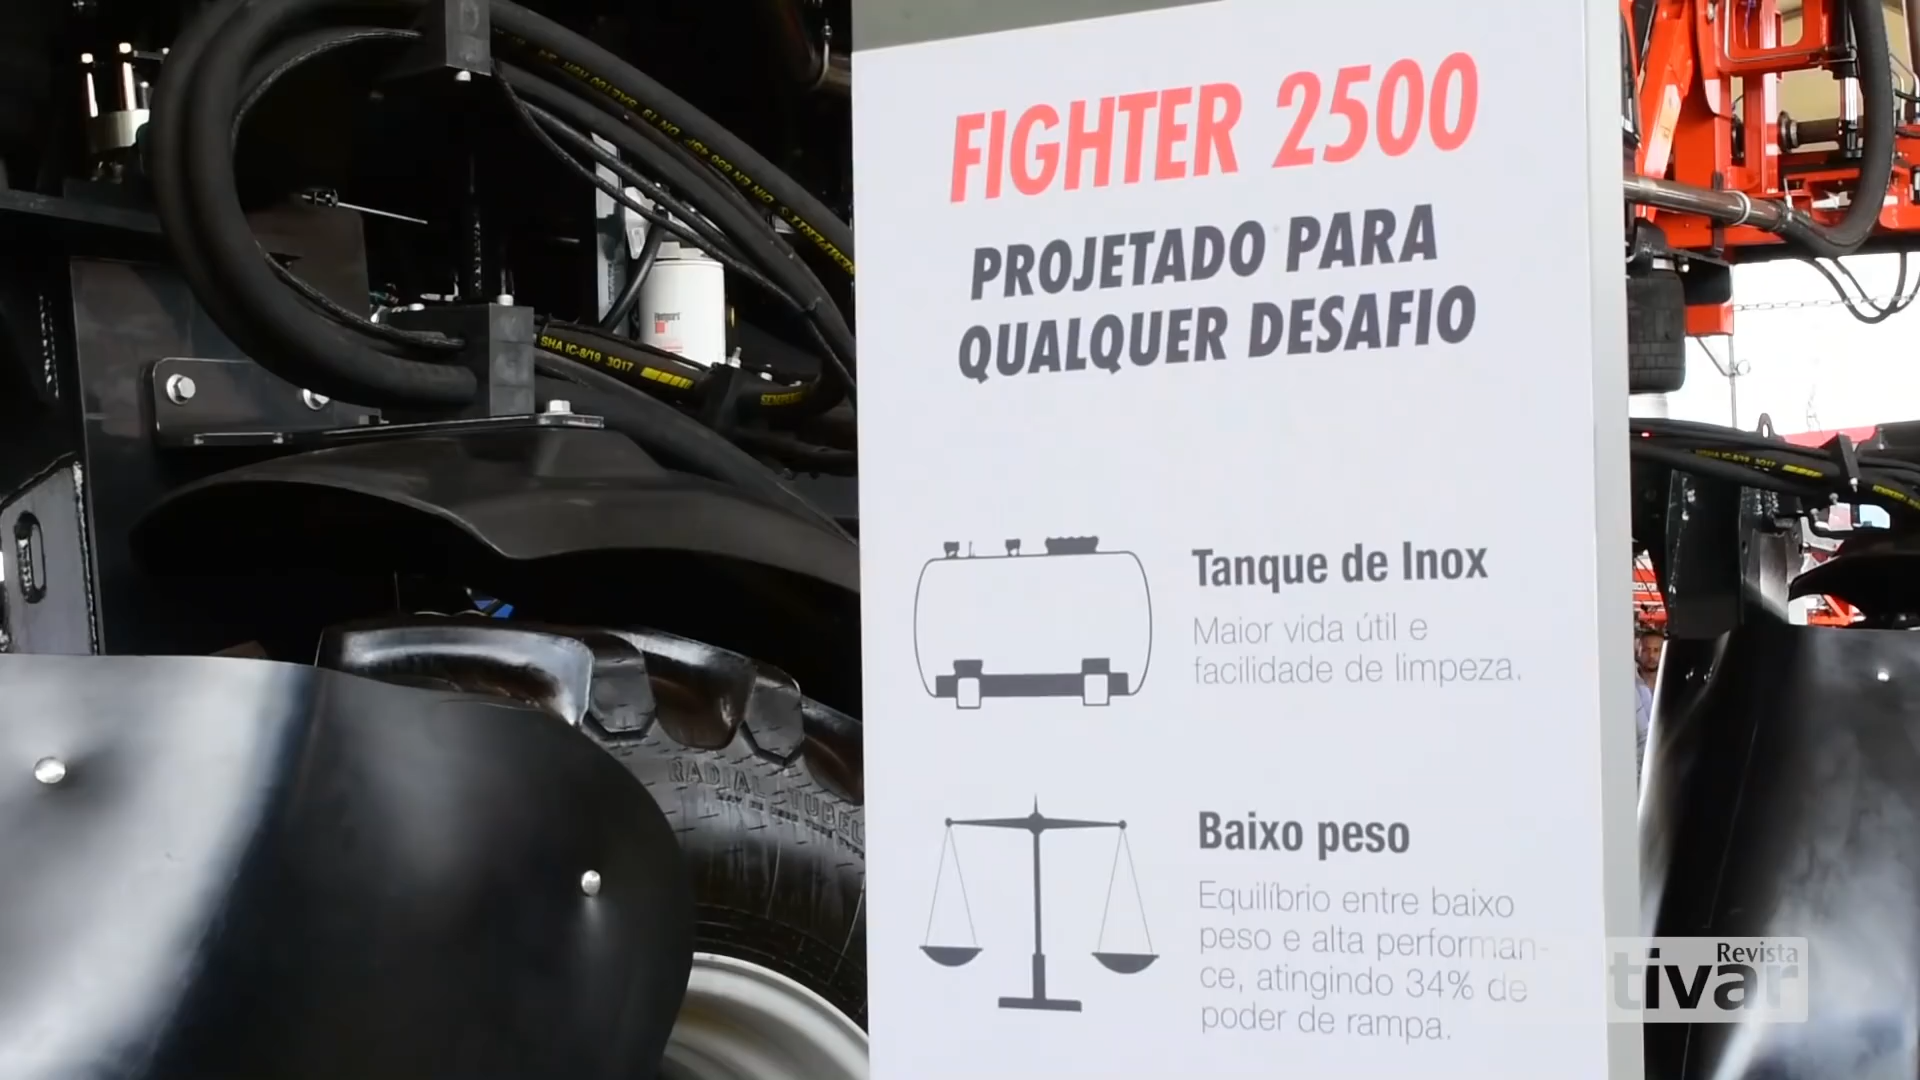 FIGHTER 2500
PROJETADO PARA
QUALQUER DESAFIO
Tanque de Inox
Maior vida útil e
facilidade de limpeza.
Baixo peso
Equilíbrio entre baixo
peso e alta performan-
ce, atingindo 34% de
poder de rampa.
SHA IC-8/19 3Q17
RADIAL TUBEL
Revista
tivar